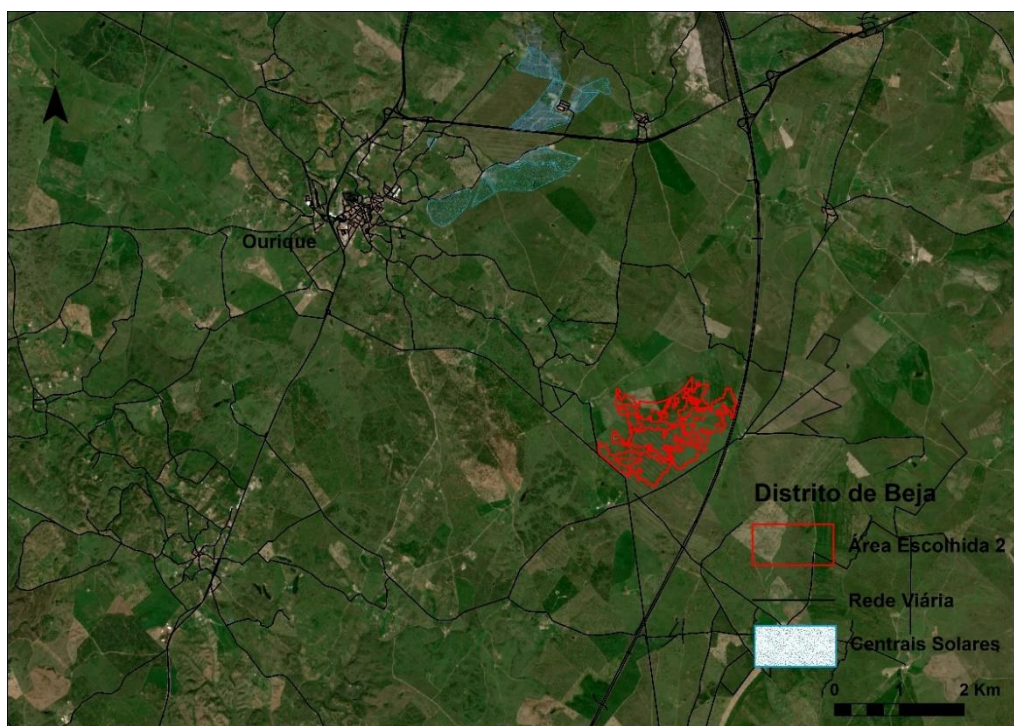 N
Ourique
Distrito de Beja
Área Escolhida 2
Rede Viária
Centrais Solares
0 1 2 Km